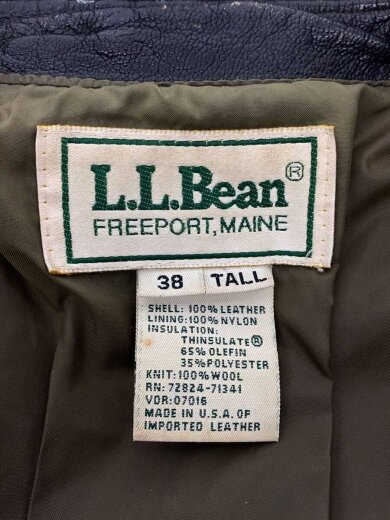 L.L.Bean®
FREEPORT, MAINE
38 TALL
SHELL: 100% LEATHER
LINING: 100% NYLON
INSULATION:
THINSULATE®
65% OLEFIN
35% POLYESTER
KNIT: 100% WOOL
RN: 72824-71341
VDR: 07016
MADE IN U.S.A. OF
IMPORTED LEATHER